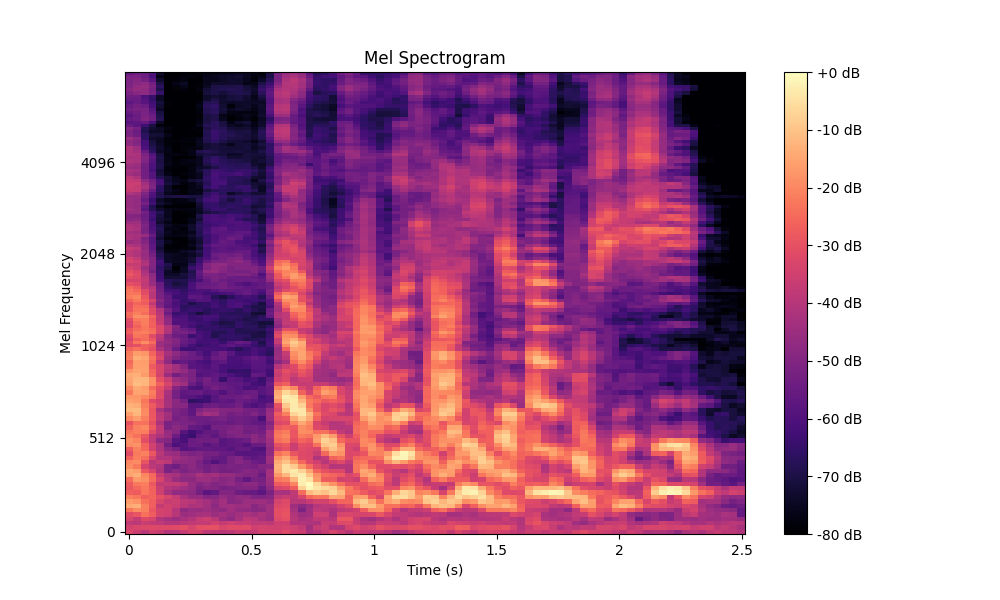 Mel Spectrogram
+0 dB
-10 dB
-20 dB
-30 dB
-40 dB
-50 dB
-60 dB
-70 dB
-80 dB
4096
2048
1024
512
0
Mel Frequency
0 0.5 1 1.5 2 2.5
Time (s)